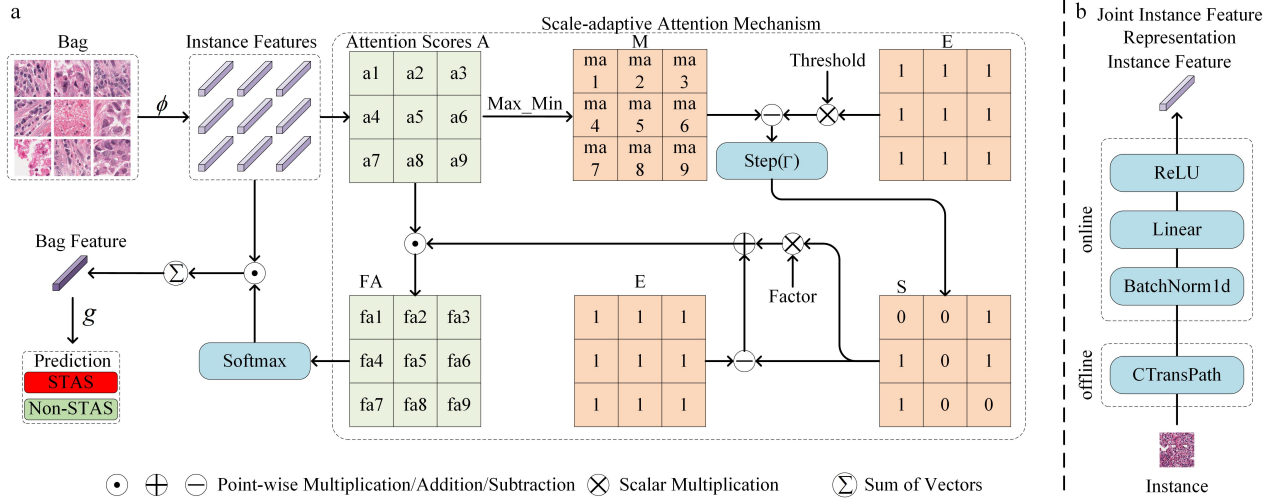 a
Scale-adaptive Attention Mechanism
Bag
Instance Features
Attention Scores A
M
E
a1 a2 a3
a4 a5 a6
a7 a8 a9
ϕ
Max_Min
ma 1 ma 2 ma 3
ma 4 ma 5 ma 6
ma 7 ma 8 ma 9
Threshold
Step(Γ)
1 1 1
1 1 1
1 1 1
Bag Feature
Σ
g
Prediction
STAS
Non-STAS
Softmax
FA
fa1 fa2 fa3
fa4 fa5 fa6
fa7 fa8 fa9
E
1 1 1
1 1 1
1 1 1
Factor
S
0 0 1
1 0 1
1 0 0
Point-wise Multiplication/Addition/Subtraction
Scalar Multiplication
Σ Sum of Vectors
b
Joint Instance Feature
Representation
Instance Feature
online
ReLU
Linear
BatchNorm1d
offline
CTransPath
Instance